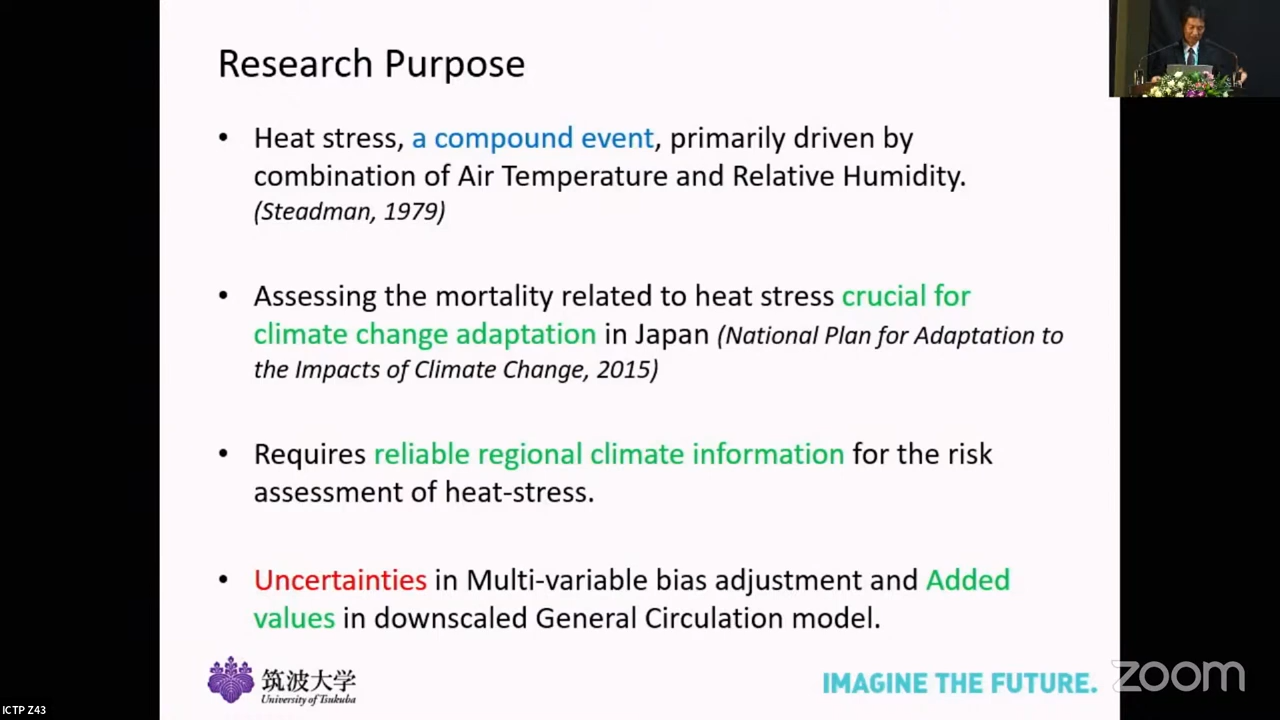 Research Purpose
• Heat stress, a compound event, primarily driven by
combination of Air Temperature and Relative Humidity.
(Steadman, 1979)
• Assessing the mortality related to heat stress crucial for
climate change adaptation in Japan (National Plan for Adaptation to
the Impacts of Climate Change, 2015)
• Requires reliable regional climate information for the risk
assessment of heat-stress.
• Uncertainties in Multi-variable bias adjustment and Added
values in downscaled General Circulation model.
筑波大学
University of Tsukuba
IMAGINE THE FUTURE.
zoom
ICTP Z43